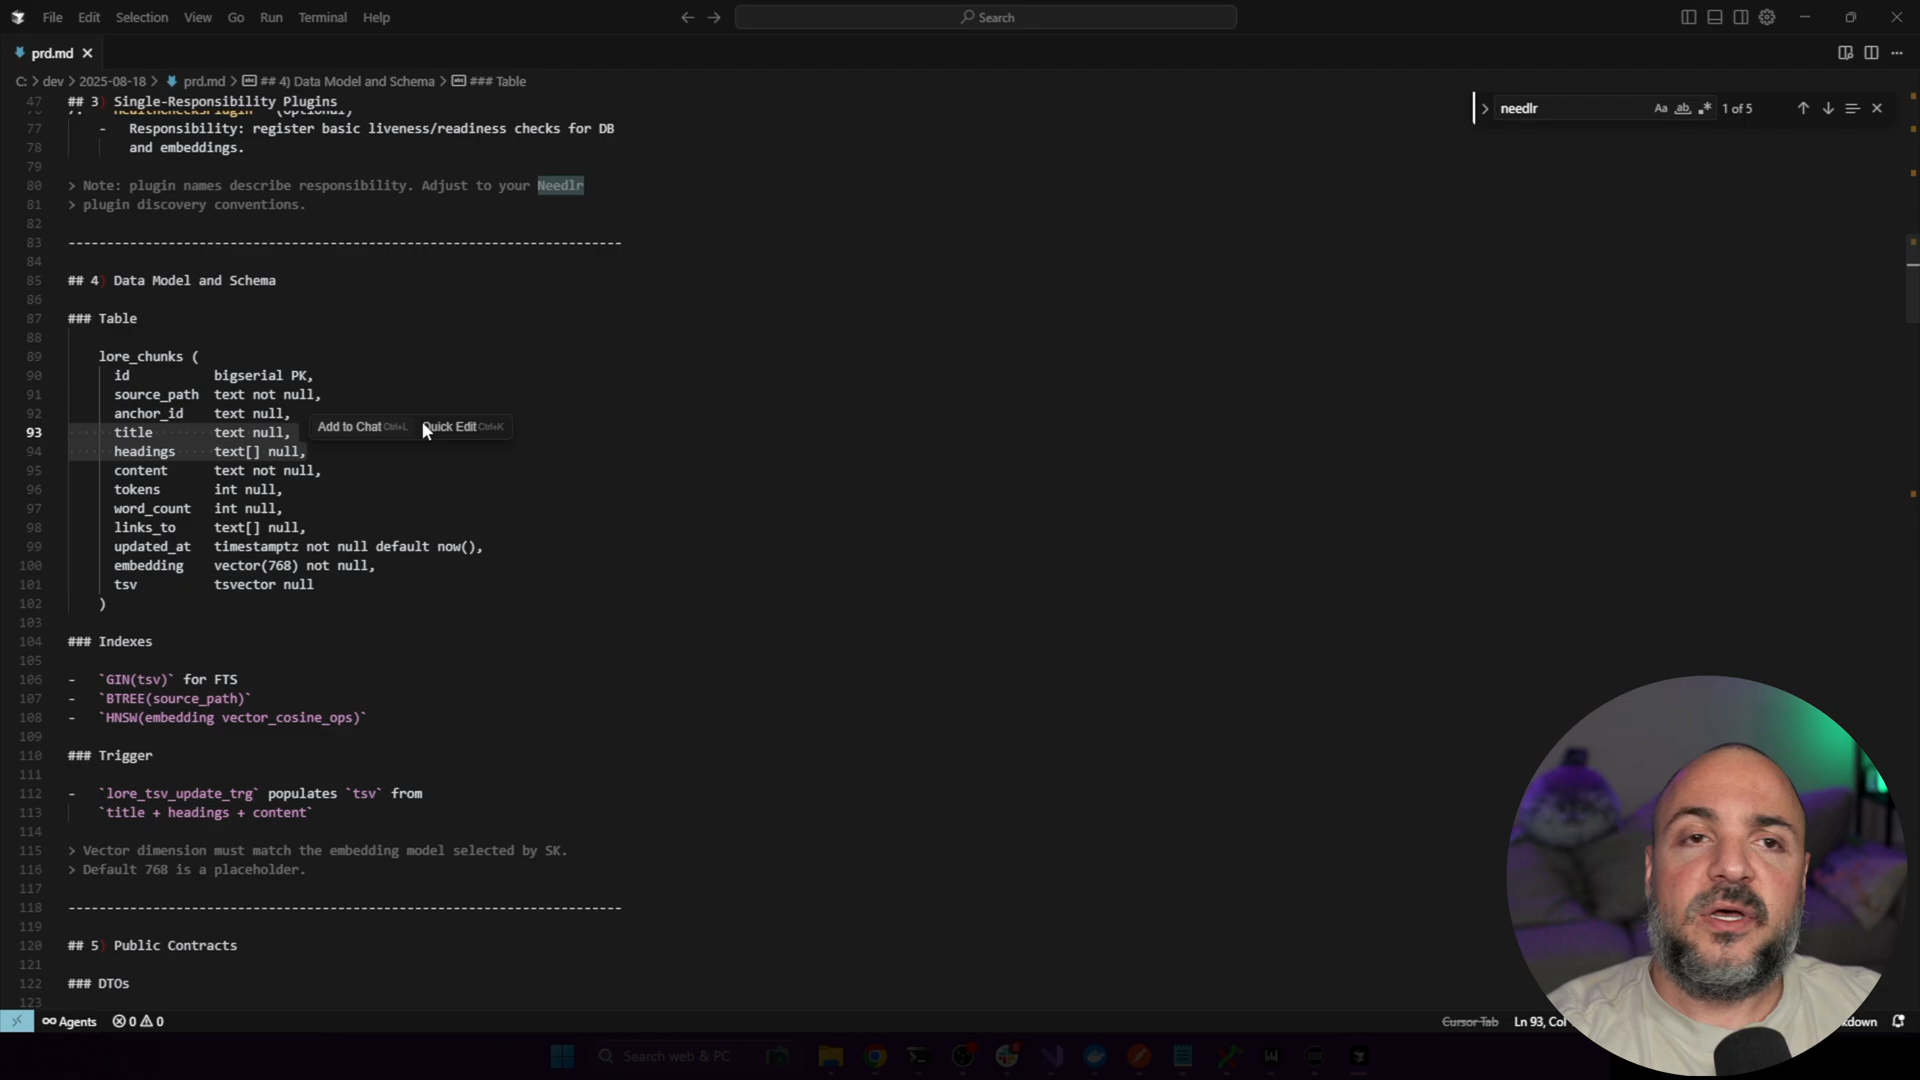 File Edit Selection View Go Run Terminal Help
Search
prd.md
C: > dev > 2025-08-18 > prd.md > ## 4) Data Model and Schema > ### Table
needlr
Aa ab .* 1 of 5
47 ## 3) Single-Responsibility Plugins
77 - Responsibility: register basic liveness/readiness checks for DB
78 and embeddings.
79
80 > Note: plugin names describe responsibility. Adjust to your Needlr
81 > plugin discovery conventions.
82
83 ------------------------------------------------------------------------
84
85 ## 4) Data Model and Schema
86
87 ### Table
88
89 lore_chunks (
90 id bigserial PK,
91 source_path text not null,
92 anchor_id text null,
93 title text null,
Add to Chat Ctrl+L Quick Edit Ctrl+K
94 headings text[] null,
95 content text not null,
96 tokens int null,
97 word_count int null,
98 links_to text[] null,
99 updated_at timestamptz not null default now(),
100 embedding vector(768) not null,
101 tsv tsvector null
102 )
103
104 ### Indexes
105
106 - `GIN(tsv)` for FTS
107 - `BTREE(source_path)`
108 - `HNSW(embedding vector_cosine_ops)`
109
110 ### Trigger
111
112 - `lore_tsv_update_trg` populates `tsv` from
113 `title + headings + content`
114
115 > Vector dimension must match the embedding model selected by SK.
116 > Default 768 is a placeholder.
117
118 ------------------------------------------------------------------------
119
120 ## 5) Public Contracts
121
122 ### DTOs
123
Agents 0 0
Cursor Tab Ln 93, Col
Search web & PC